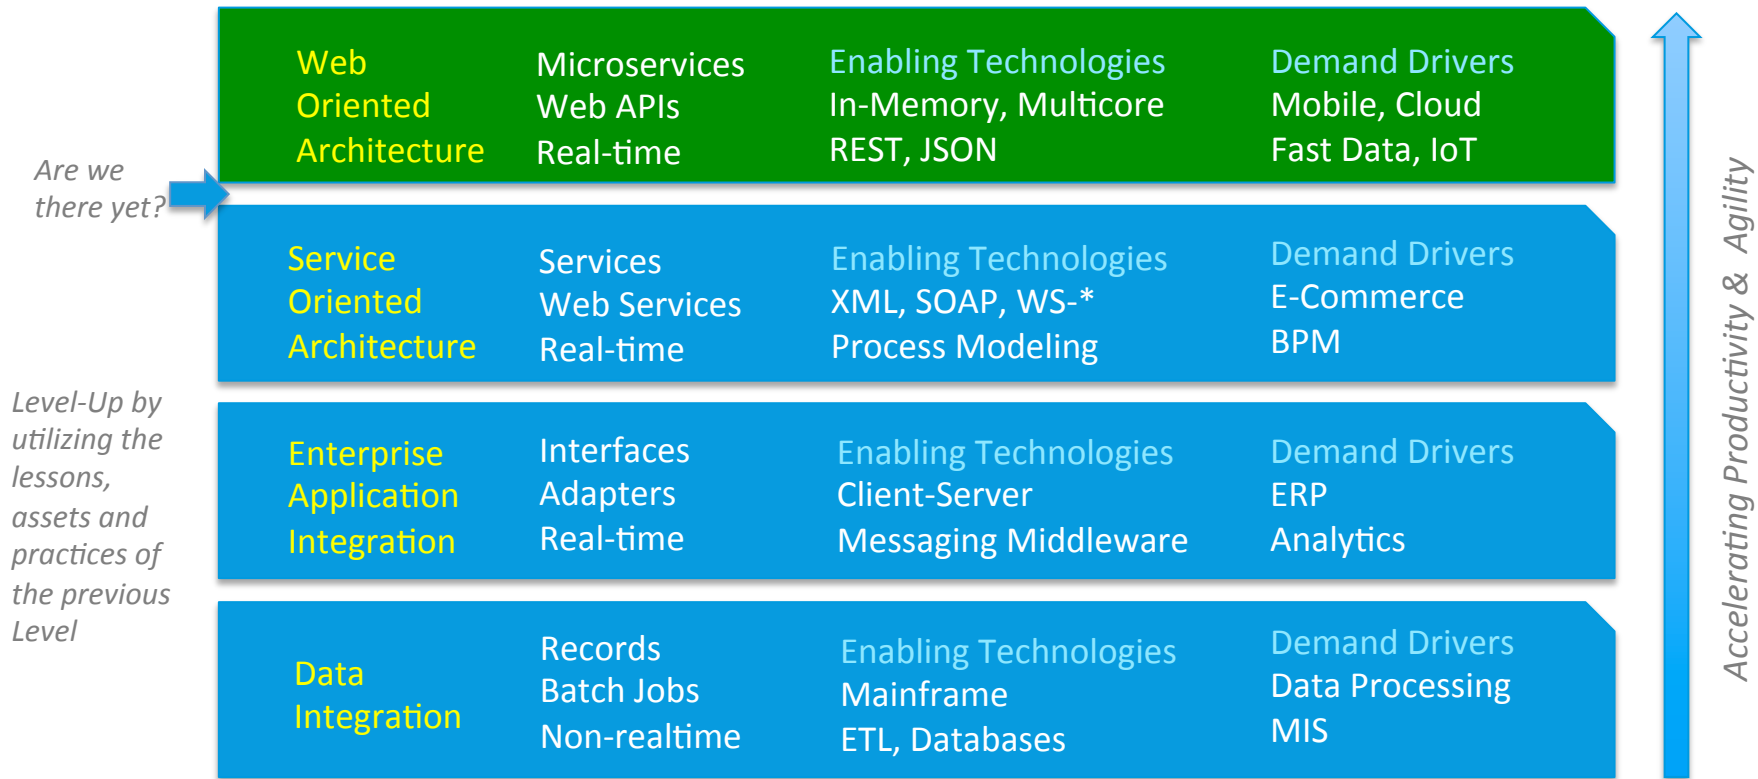 Web
Oriented
Architecture
Microservices
Web APIs
Real-time
Enabling Technologies
In-Memory, Multicore
REST, JSON
Demand Drivers
Mobile, Cloud
Fast Data, IoT
Are we
there yet?
Service
Oriented
Architecture
Services
Web Services
Real-time
Enabling Technologies
XML, SOAP, WS-*
Process Modeling
Demand Drivers
E-Commerce
BPM
Level-Up by
utilizing the
lessons,
assets and
practices of
the previous
Level
Enterprise
Application
Integration
Interfaces
Adapters
Real-time
Enabling Technologies
Client-Server
Messaging Middleware
Demand Drivers
ERP
Analytics
Data
Integration
Records
Batch Jobs
Non-realtime
Enabling Technologies
Mainframe
ETL, Databases
Demand Drivers
Data Processing
MIS
Accelerating Productivity & Agility